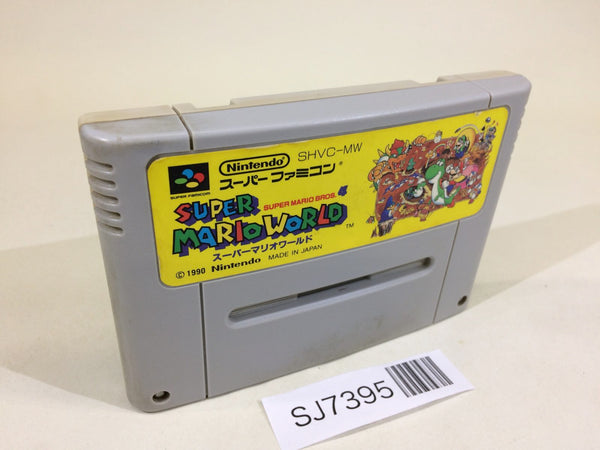 Nintendo SHVC-MW
スーパーファミコン
SUPER FAMICOM
SUPER MARIO BROS. 4
SUPER
MARIO WORLD TM
スーパーマリオワールド
© 1990 Nintendo MADE IN JAPAN
SJ7395